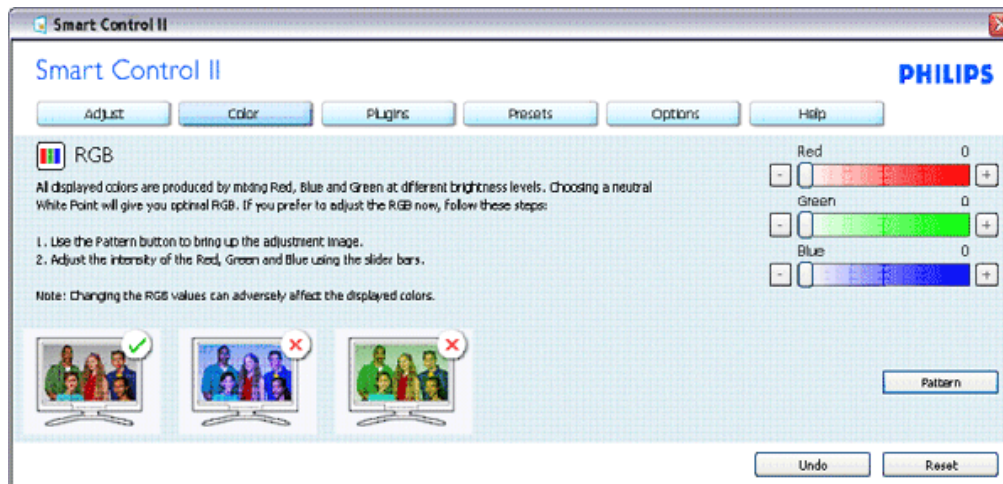 Smart Control II
Smart Control II
PHILIPS
Adjust Color Plugins Presets Options Help
RGB
All displayed colors are produced by mixing Red, Blue and Green at different brightness levels. Choosing a neutral
White Point will give you optimal RGB. If you prefer to adjust the RGB now, follow these steps:
1. Use the Pattern button to bring up the adjustment image.
2. Adjust the intensity of the Red, Green and Blue using the slider bars.
Note: Changing the RGB values can adversely affect the displayed colors.
Red 0
- +
Green 0
- +
Blue 0
- +
Pattern
Undo Reset